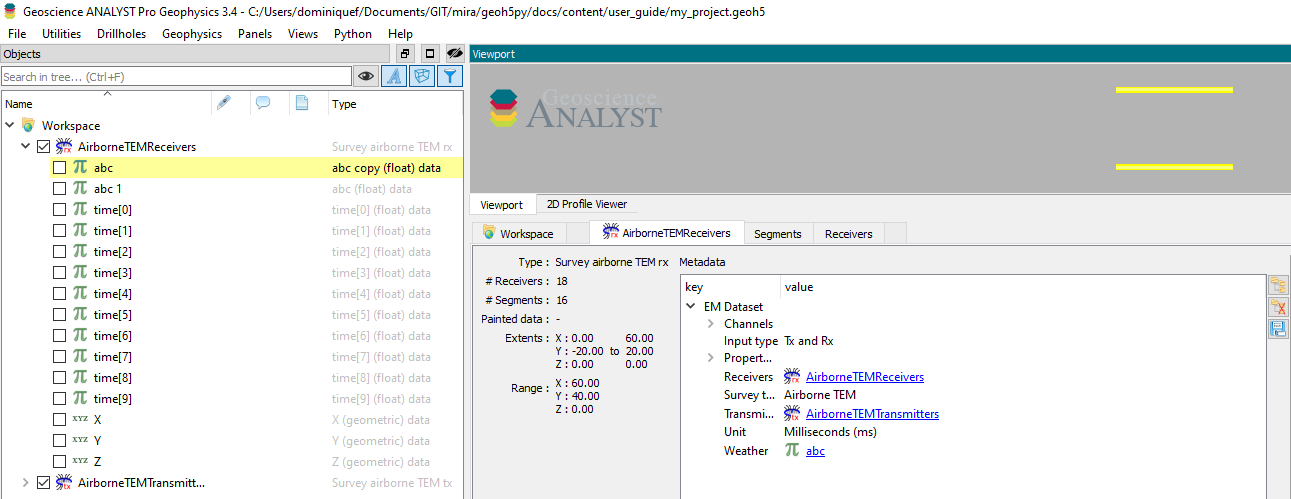 Geoscience ANALYST Pro Geophysics 3.4 - C:/Users/dominiquef/Documents/GIT/mira/geoh5py/docs/content/user_guide/my_project.geoh5
File Utilities Drillholes Geophysics Panels Views Python Help
Objects
Viewport
Search in tree... (Ctrl+F)
Geoscience
ANALYST
Name Type
Workspace
AirborneTEMReceivers Survey airborne TEM rx
abc abc copy (float) data
abc 1 abc (float) data
time[0] time[0] (float) data
time[1] time[1] (float) data
time[2] time[2] (float) data
time[3] time[3] (float) data
time[4] time[4] (float) data
time[5] time[5] (float) data
time[6] time[6] (float) data
time[7] time[7] (float) data
time[8] time[8] (float) data
time[9] time[9] (float) data
XYZ X X (geometric) data
XYZ Y Y (geometric) data
XYZ Z Z (geometric) data
AirborneTEMTransmitt... Survey airborne TEM tx
Viewport 2D Profile Viewer
Workspace AirborneTEMReceivers Segments Receivers
Type : Survey airborne TEM rx
# Receivers : 18
# Segments : 16
Painted data : -
Extents : X : 0.00 60.00
Y : -20.00 to 20.00
Z : 0.00 0.00
Range : X : 60.00
Y : 40.00
Z : 0.00
Metadata
key value
EM Dataset
Channels
Input type Tx and Rx
Propert...
Receivers AirborneTEMReceivers
Survey t... Airborne TEM
Transmi... AirborneTEMTransmitters
Unit Milliseconds (ms)
Weather abc